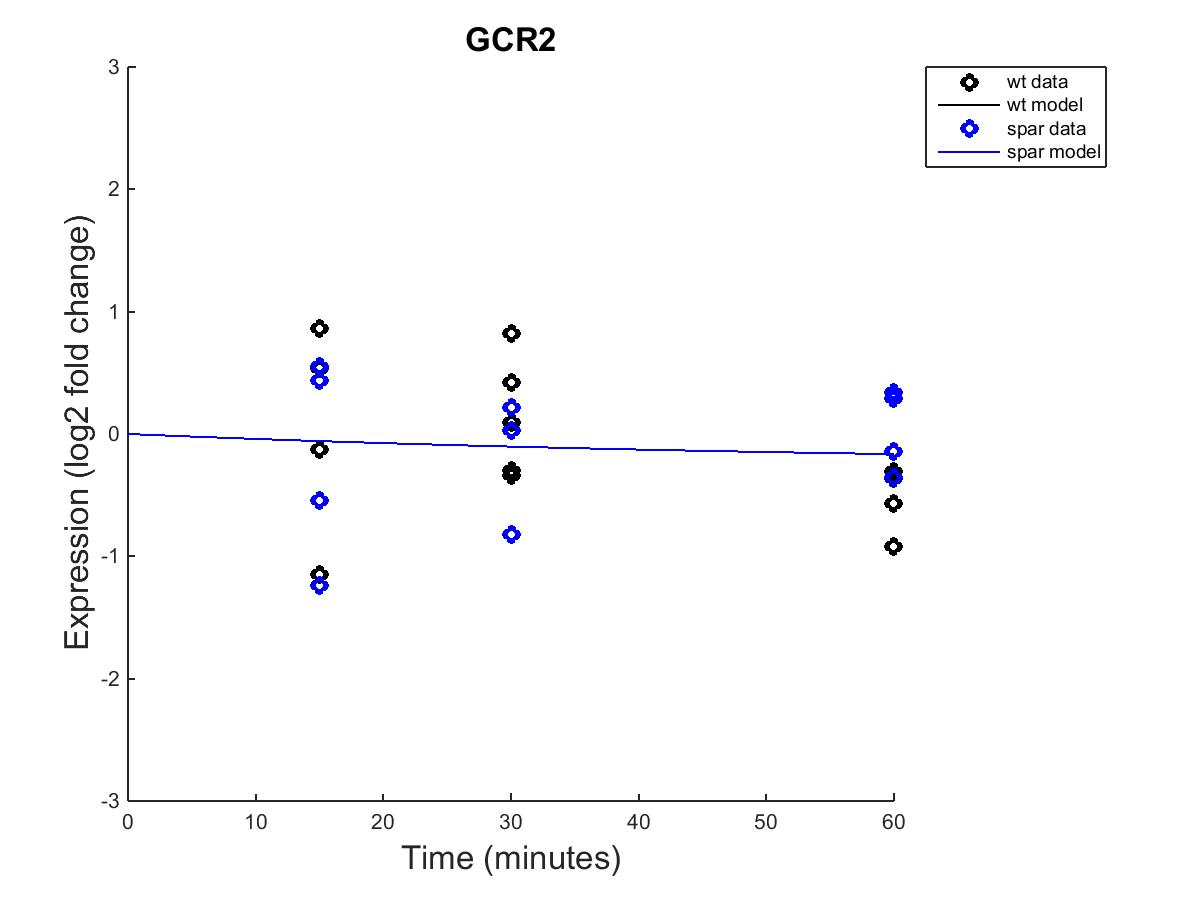 GCR2
wt data
wt model
spar data
spar model
3
2
1
0
-1
-2
-3
Expression (log2 fold change)
0 10 20 30 40 50 60
Time (minutes)